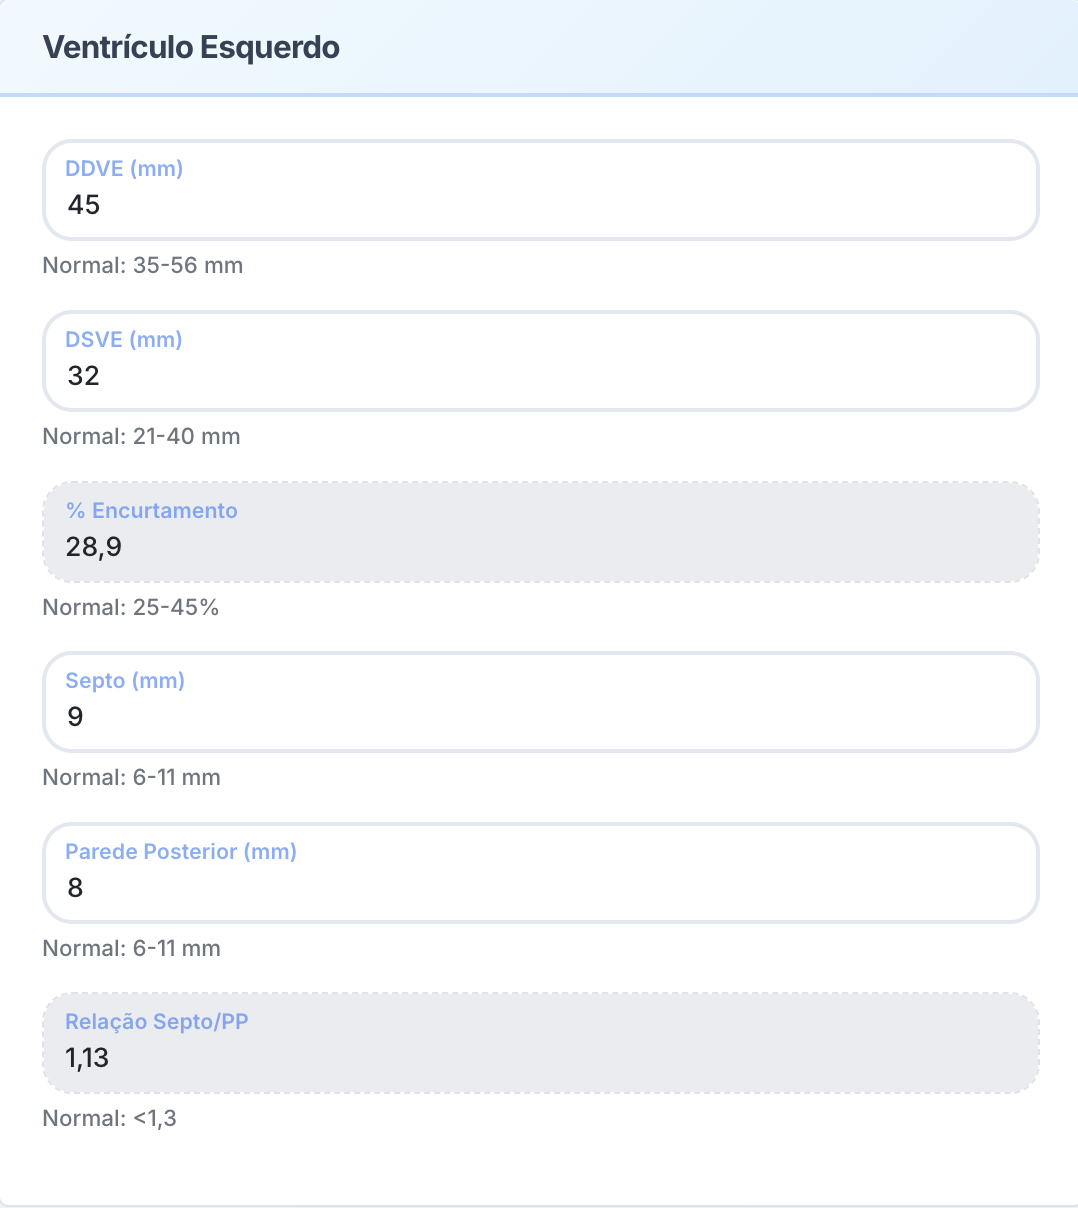 Ventrículo Esquerdo
DDVE (mm)
45
Normal: 35-56 mm
DSVE (mm)
32
Normal: 21-40 mm
% Encurtamento
28,9
Normal: 25-45%
Septo (mm)
9
Normal: 6-11 mm
Parede Posterior (mm)
8
Normal: 6-11 mm
Relação Septo/PP
1,13
Normal: <1,3